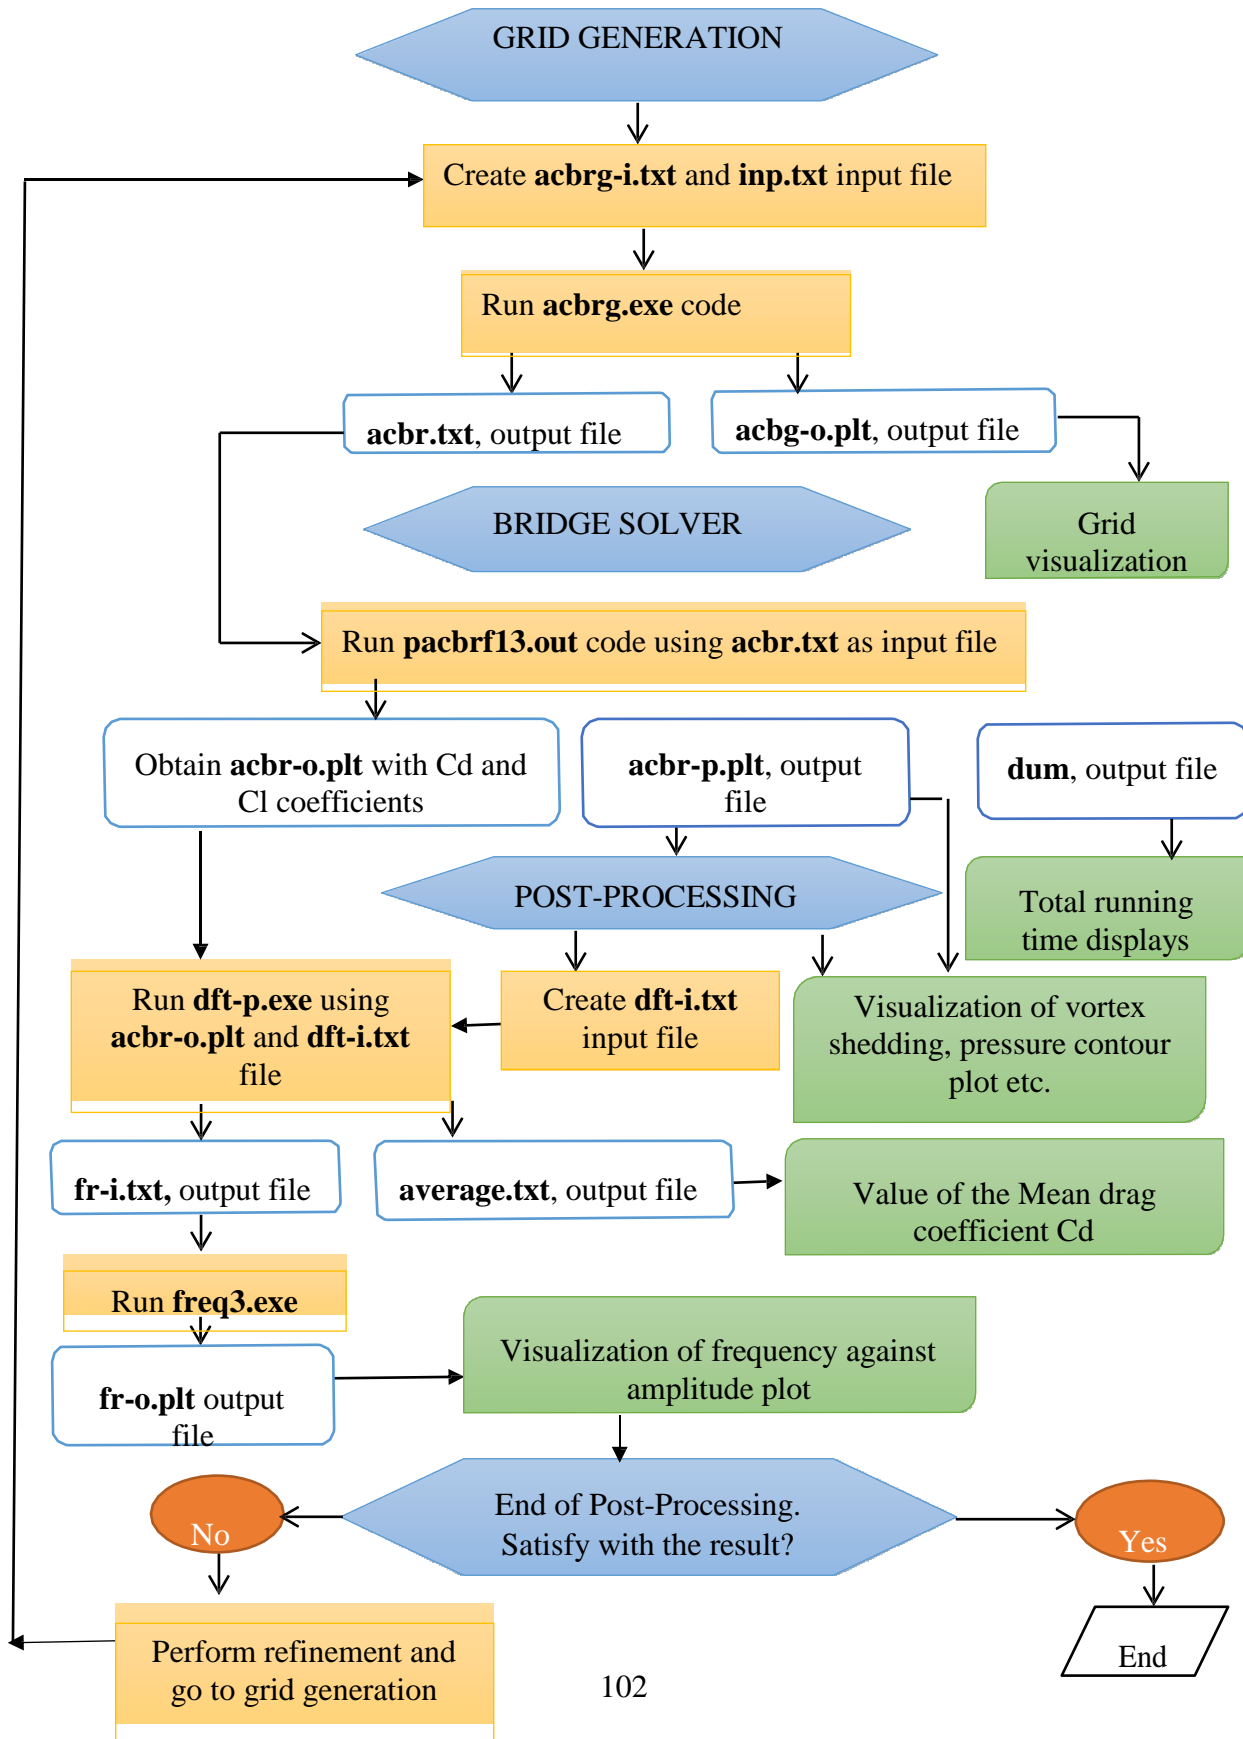 GRID GENERATION
Create acbrg-i.txt and inp.txt input file
Run acbrg.exe code
acbr.txt, output file
acbg-o.plt, output file
Grid
visualization
BRIDGE SOLVER
Run pacbrf13.out code using acbr.txt as input file
Obtain acbr-o.plt with Cd and
Cl coefficients
acbr-p.plt, output
file
dum, output file
POST-PROCESSING
Total running
time displays
Run dft-p.exe using
acbr-o.plt and dft-i.txt
file
Create dft-i.txt
input file
Visualization of vortex
shedding, pressure contour
plot etc.
fr-i.txt, output file
average.txt, output file
Value of the Mean drag
coefficient Cd
Run freq3.exe
Visualization of frequency against
amplitude plot
fr-o.plt output
file
End of Post-Processing.
Satisfy with the result?
No
Yes
Perform refinement and
go to grid generation
End
102